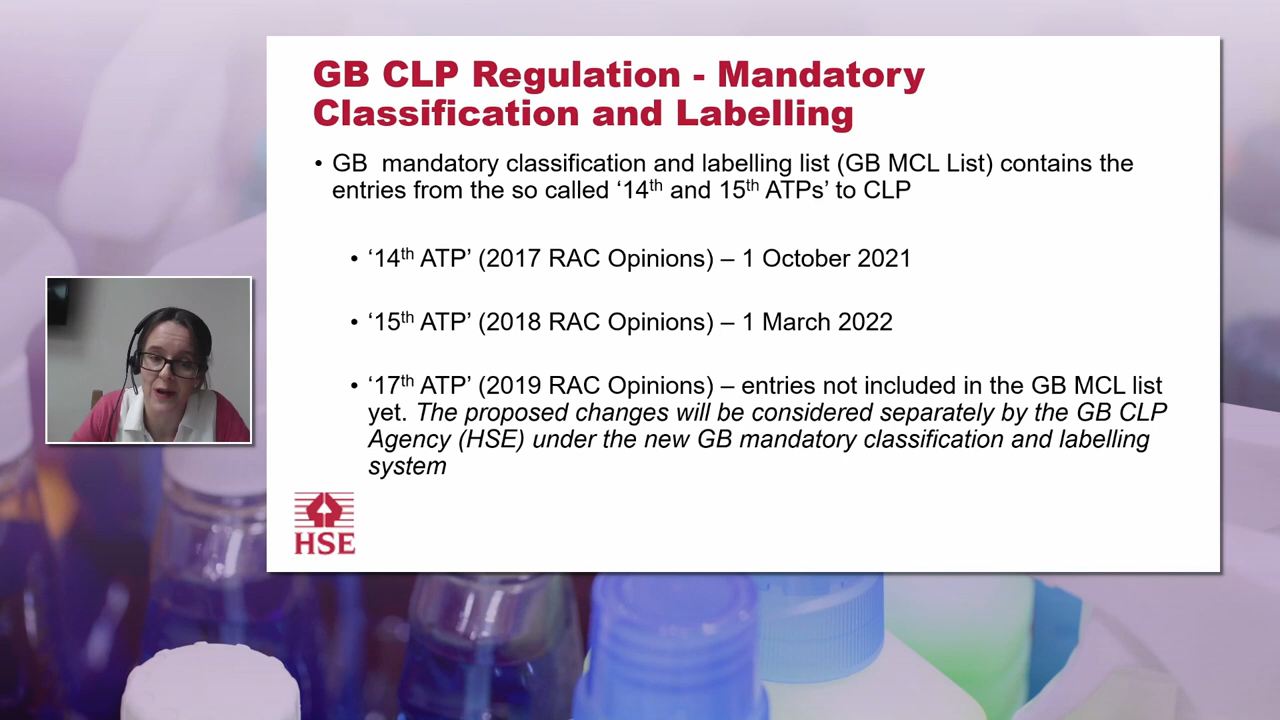 GB CLP Regulation - Mandatory
Classification and Labelling
• GB mandatory classification and labelling list (GB MCL List) contains the
entries from the so called ‘14th and 15th ATPs’ to CLP
• ‘14th ATP’ (2017 RAC Opinions) – 1 October 2021
• ‘15th ATP’ (2018 RAC Opinions) – 1 March 2022
• ‘17th ATP’ (2019 RAC Opinions) – entries not included in the GB MCL list
yet. The proposed changes will be considered separately by the GB CLP
Agency (HSE) under the new GB mandatory classification and labelling
system
HSE